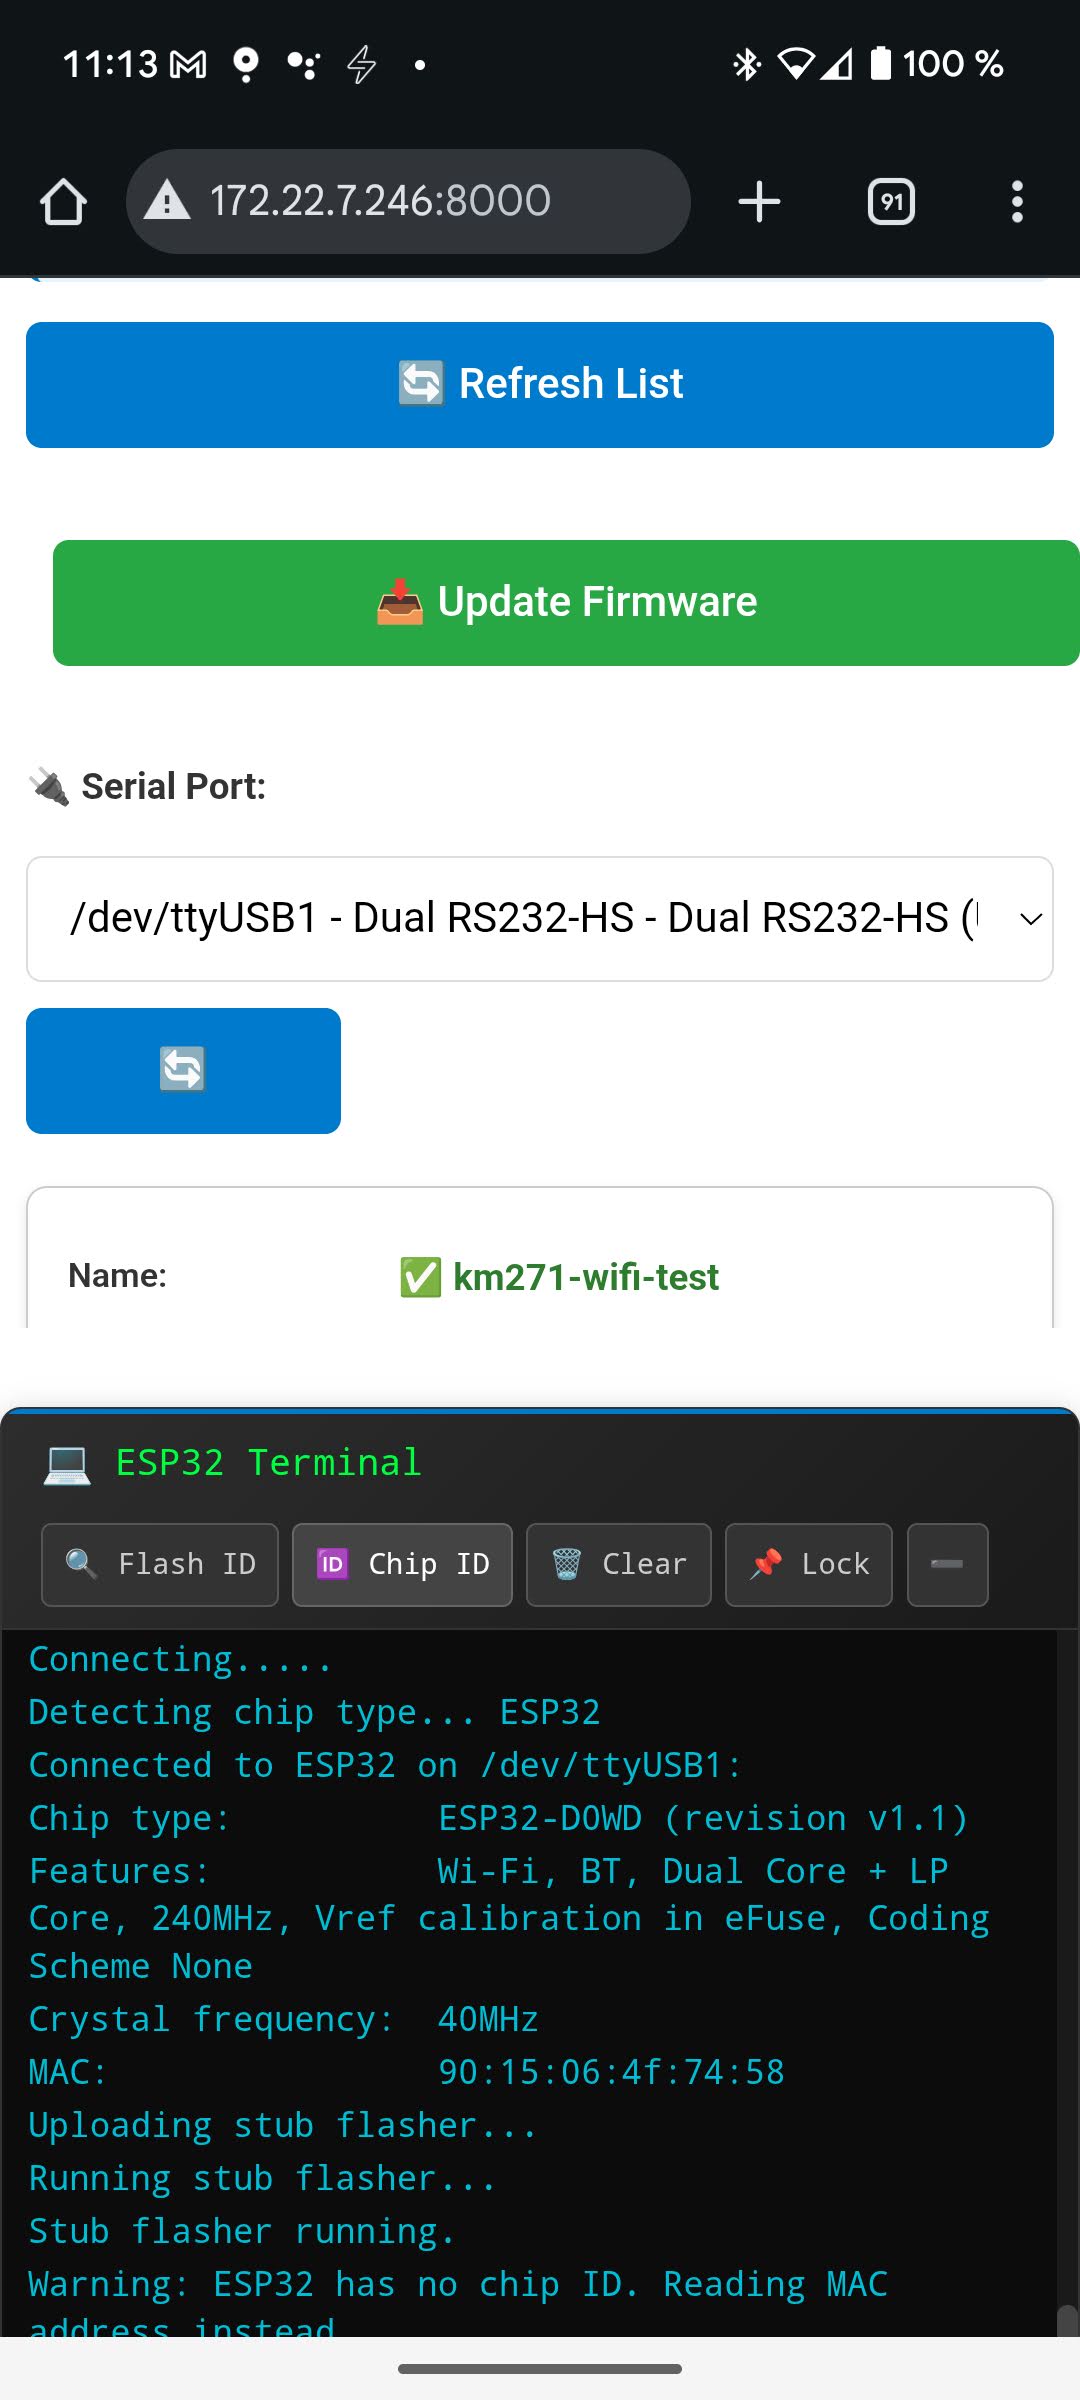 11:13
100 %
172.22.7.246:8000
91
Refresh List
Update Firmware
Serial Port:
/dev/ttyUSB1 - Dual RS232-HS - Dual RS232-HS (
Name:
km271-wifi-test
ESP32 Terminal
Flash ID
ID Chip ID
Clear
Lock
Connecting.....
Detecting chip type... ESP32
Connected to ESP32 on /dev/ttyUSB1:
Chip type: ESP32-D0WD (revision v1.1)
Features: Wi-Fi, BT, Dual Core + LP
Core, 240MHz, Vref calibration in eFuse, Coding
Scheme None
Crystal frequency: 40MHz
MAC: 90:15:06:4f:74:58
Uploading stub flasher...
Running stub flasher...
Stub flasher running.
Warning: ESP32 has no chip ID. Reading MAC
address instead